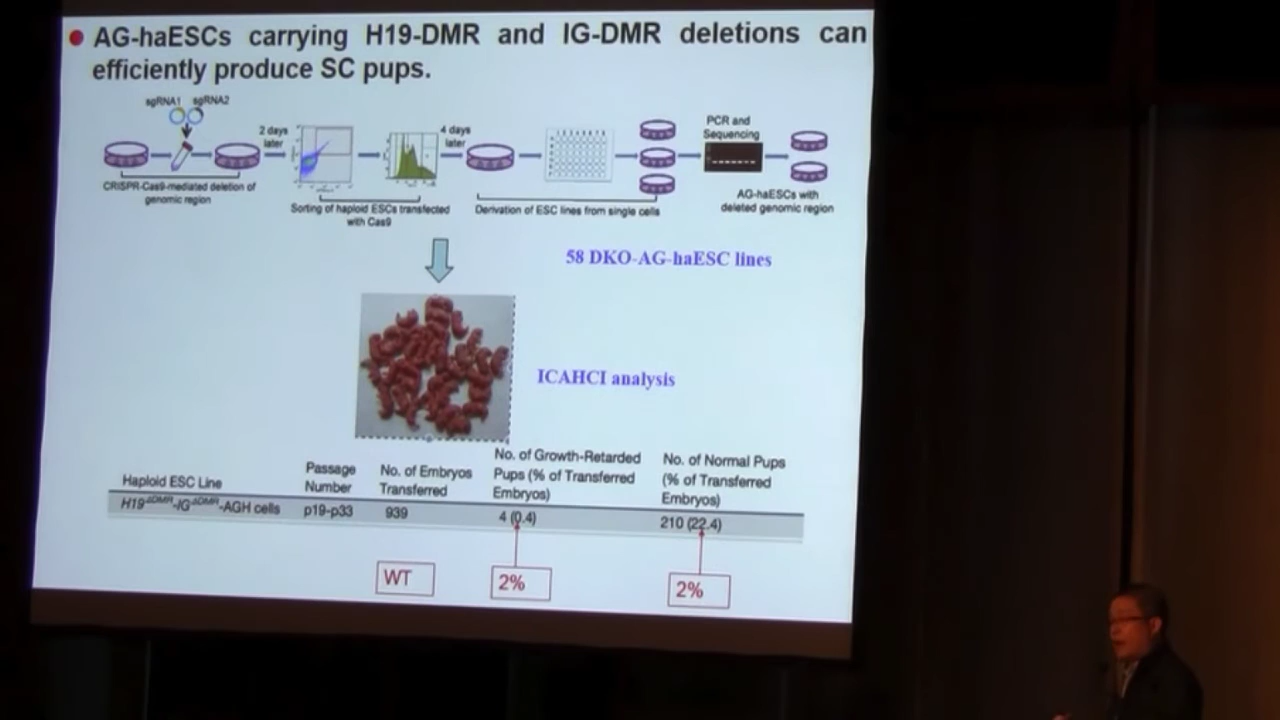 AG-haESCs carrying H19-DMR and IG-DMR deletions can
efficiently produce SC pups.
sgRNA1 sgRNA2
2 days
later
4 days
later
PCR and
Sequencing
CRISPR-Cas9-mediated deletion of
genomic region
Sorting of haploid ESCs transfected
with Cas9
Derivation of ESC lines from single cells
AG-haESCs with
deleted genomic region
58 DKO-AG-haESC lines
ICAHCI analysis
Haploid ESC Line
Passage
Number
No. of Embryos
Transferred
No. of Growth-Retarded
Pups (% of Transferred
Embryos)
No. of Normal Pups
(% of Transferred
Embryos)
H19ΔDMR-IGΔDMR-AGH cells p19-p33 939 4 (0.4) 210 (22.4)
WT 2% 2%